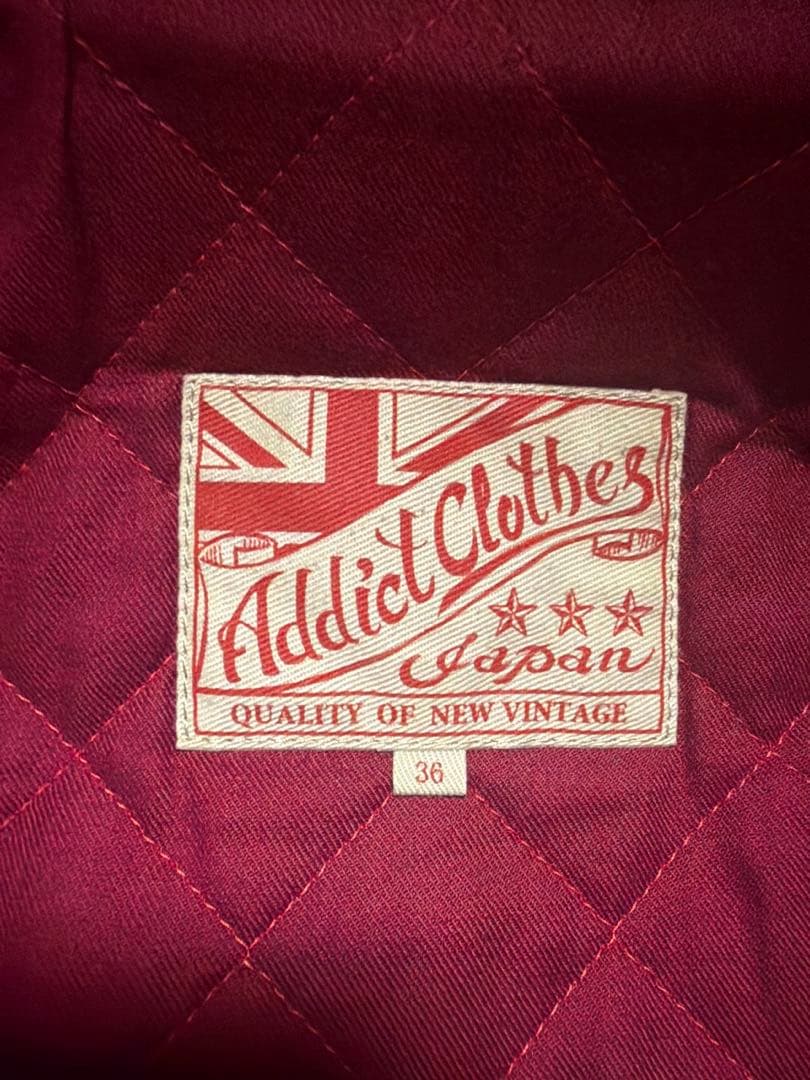 Addict Clothes
Japan
QUALITY OF NEW VINTAGE
36